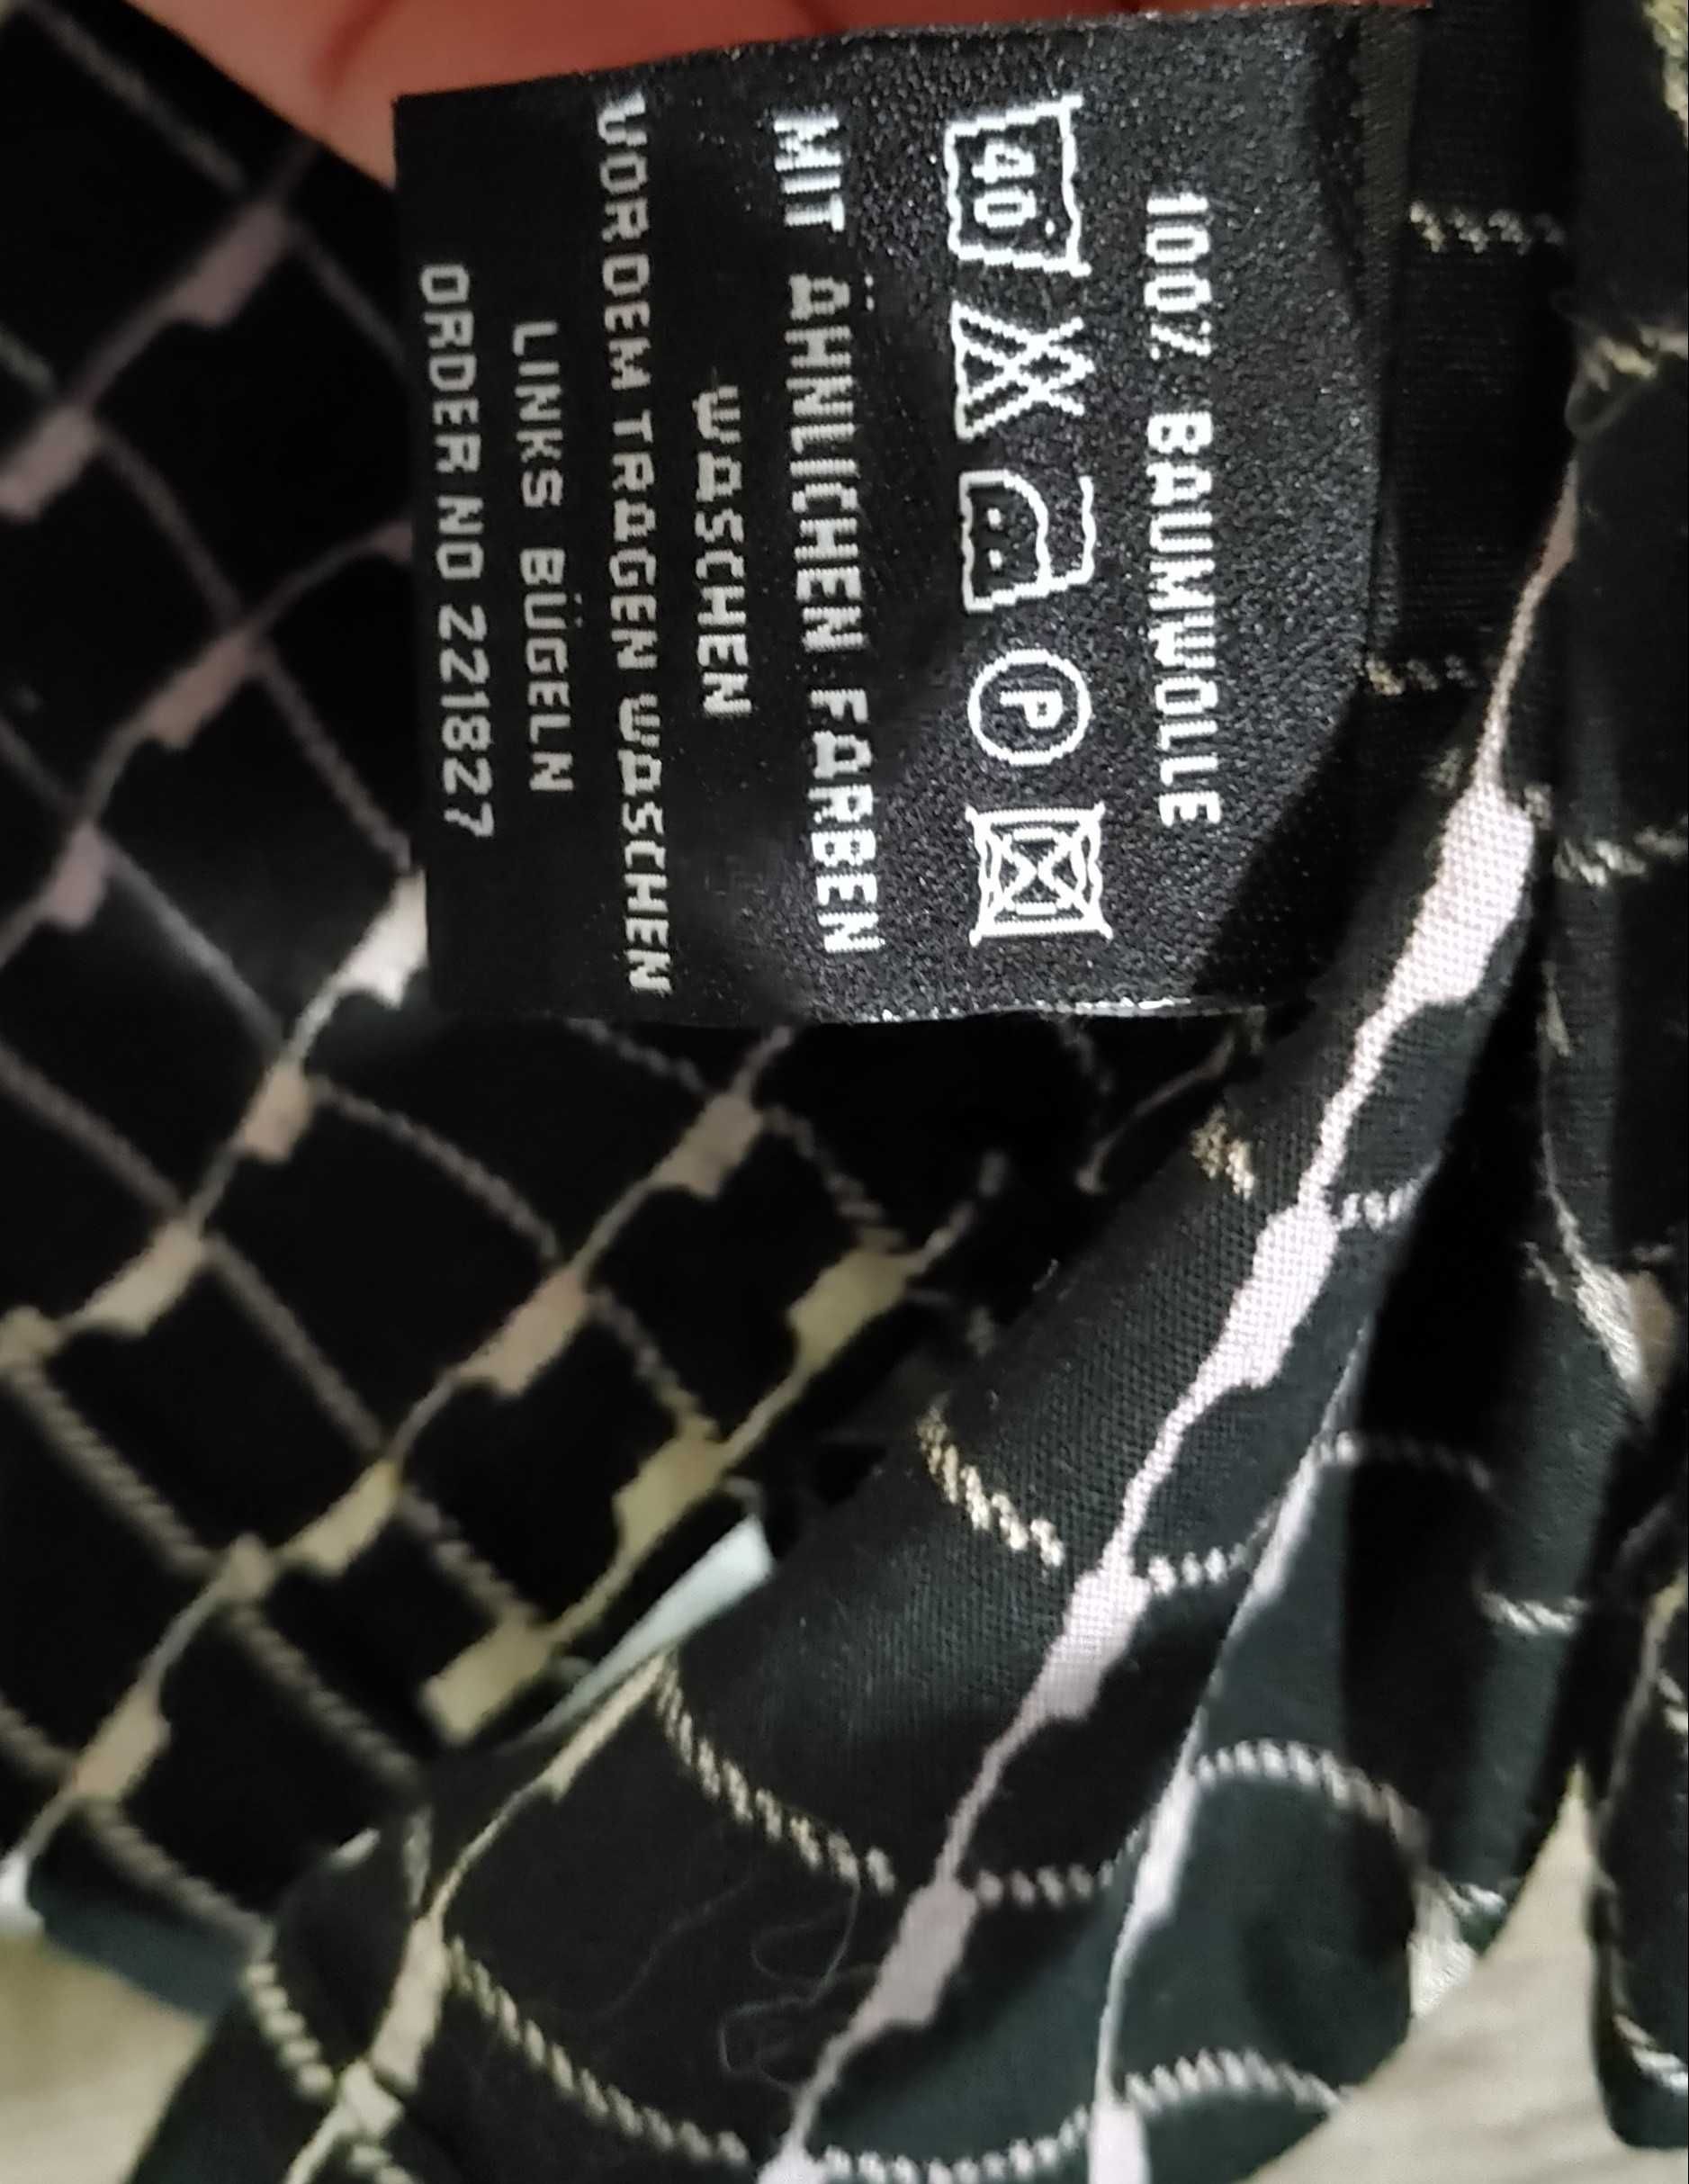 100% BAUMWOLLE
40° P
MIT ÄHNLICHEN FARBEN
WASCHEN
VOR DEM TRAGEN WASCHEN
LINKS BÜGELN
ORDER NO 221827